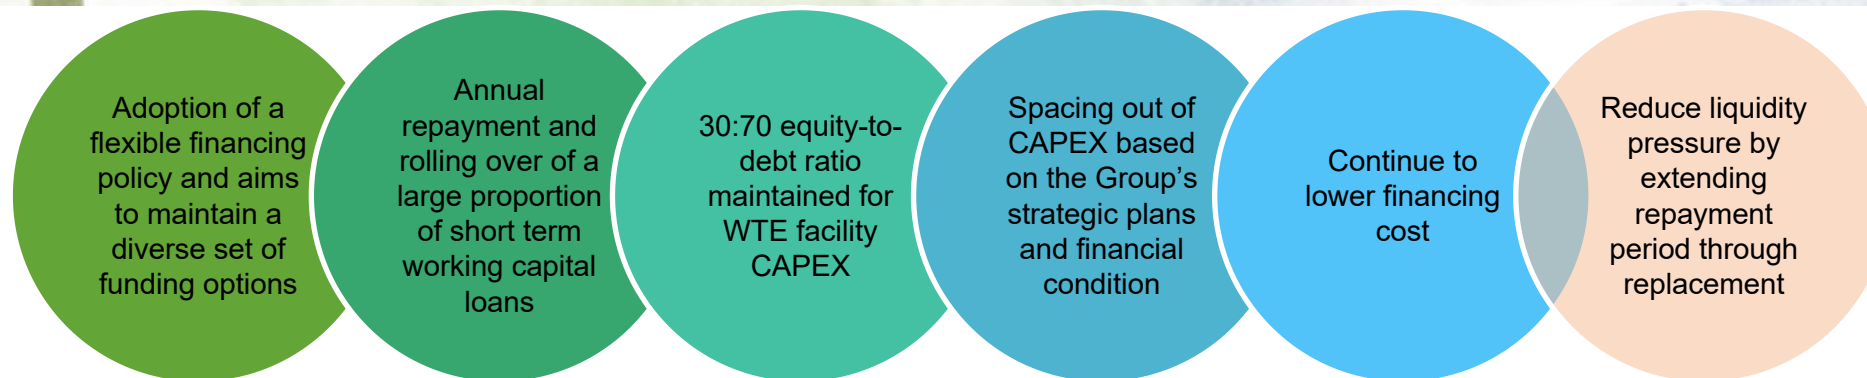 Adoption of a
flexible financing
policy and aims
to maintain a
diverse set of
funding options
Annual
repayment and
rolling over of a
large proportion
of short term
working capital
loans
30:70 equity-to-
debt ratio
maintained for
WTE facility
CAPEX
Spacing out of
CAPEX based
on the Group’s
strategic plans
and financial
condition
Continue to
lower financing
cost
Reduce liquidity
pressure by
extending
repayment
period through
replacement